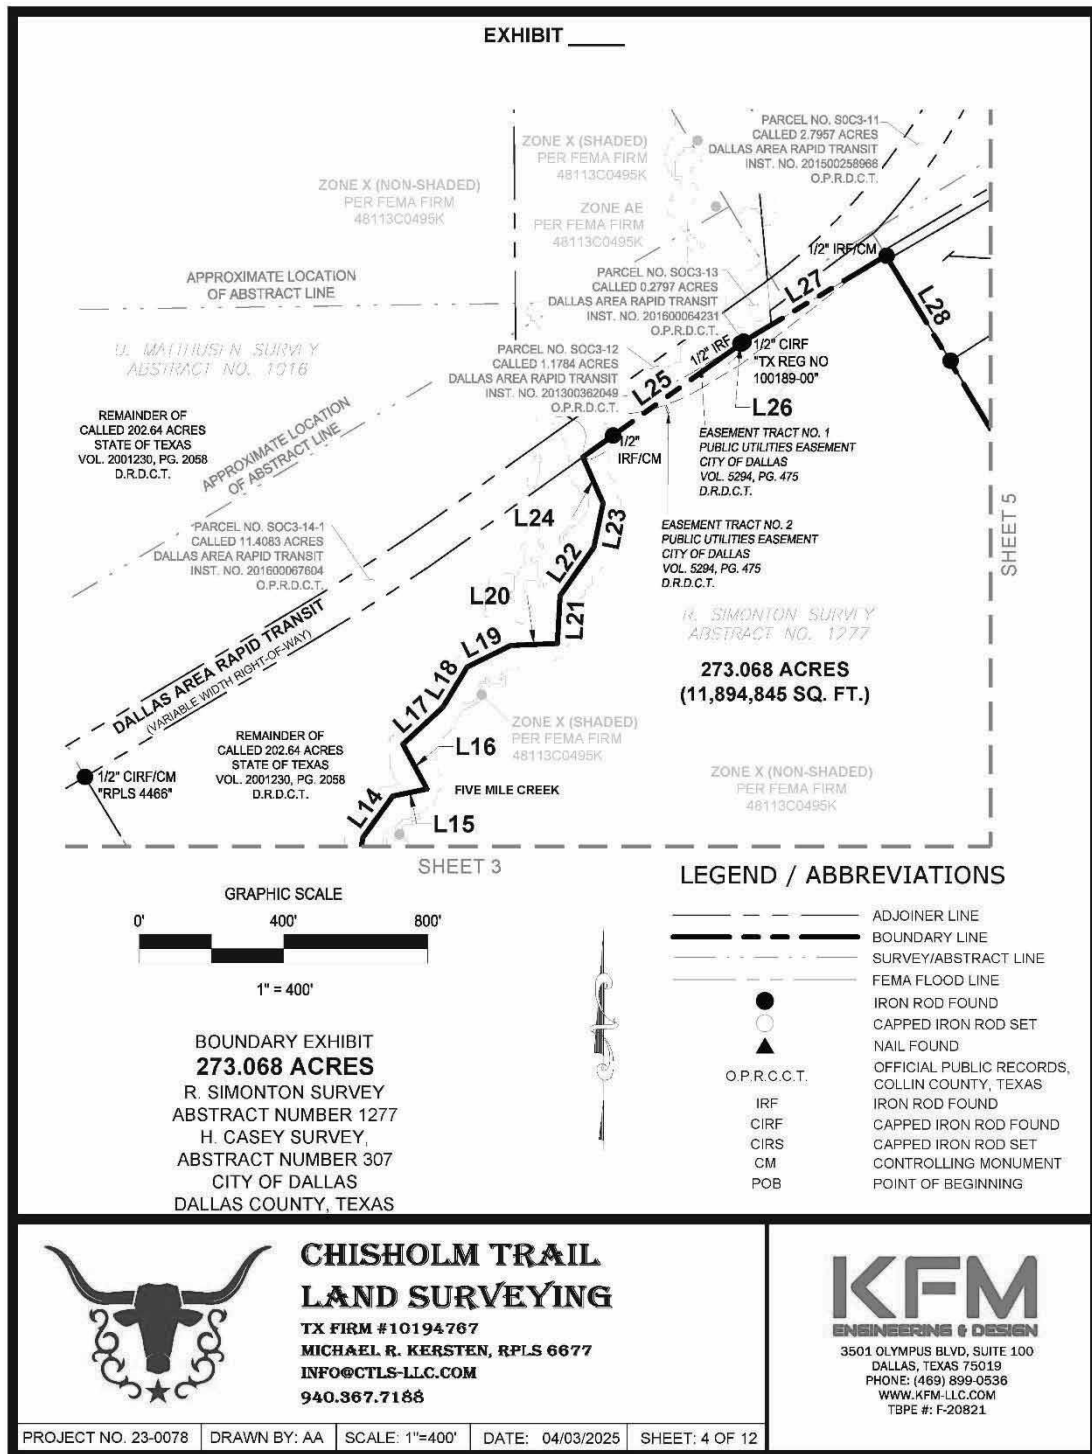 EXHIBIT ____
PARCEL NO. S0C3-11
CALLED 2.7957 ACRES
DALLAS AREA RAPID TRANSIT
INST. NO. 201500258966
O.P.R.D.C.T.
ZONE X (SHADED)
PER FEMA FIRM
48113C0495K
ZONE X (NON-SHADED)
PER FEMA FIRM
48113C0495K
ZONE AE
PER FEMA FIRM
48113C0495K
1/2" IRF/CM
APPROXIMATE LOCATION
OF ABSTRACT LINE
PARCEL NO. SOC3-13
CALLED 0.2797 ACRES
DALLAS AREA RAPID TRANSIT
INST. NO. 201600064231
O.P.R.D.C.T.
L27
L28
U. MATTHUSEN SURVEY
ABSTRACT NO. 1016
PARCEL NO. SOC3-12
CALLED 1.1784 ACRES
DALLAS AREA RAPID TRANSIT
INST. NO. 201300362049
O.P.R.D.C.T.
1/2" IRF
1/2" CIRF
"TX REG NO
100189-00"
L25
L26
REMAINDER OF
CALLED 202.64 ACRES
STATE OF TEXAS
VOL. 2001230, PG. 2058
D.R.D.C.T.
APPROXIMATE LOCATION
OF ABSTRACT LINE
1/2"
IRF/CM
EASEMENT TRACT NO. 1
PUBLIC UTILITIES EASEMENT
CITY OF DALLAS
VOL. 5294, PG. 475
D.R.D.C.T.
L24
L23
PARCEL NO. SOC3-14-1
CALLED 11.4083 ACRES
DALLAS AREA RAPID TRANSIT
INST. NO. 201600067604
O.P.R.D.C.T.
EASEMENT TRACT NO. 2
PUBLIC UTILITIES EASEMENT
CITY OF DALLAS
VOL. 5294, PG. 475
D.R.D.C.T.
SHEET 5
L22
L20
L21
L19
R. SIMONTON SURVEY
ABSTRACT NO. 1277
273.068 ACRES
(11,894,845 SQ. FT.)
DALLAS AREA RAPID TRANSIT
(VARIABLE WIDTH RIGHT-OF-WAY)
L18
L17
ZONE X (SHADED)
PER FEMA FIRM
48113C0495K
L16
REMAINDER OF
CALLED 202.64 ACRES
STATE OF TEXAS
VOL. 2001230, PG. 2058
D.R.D.C.T.
1/2" CIRF/CM
"RPLS 4466"
ZONE X (NON-SHADED)
PER FEMA FIRM
48113C0495K
FIVE MILE CREEK
L14
L15
SHEET 3
GRAPHIC SCALE
0' 400' 800'
1" = 400'
BOUNDARY EXHIBIT
273.068 ACRES
R. SIMONTON SURVEY
ABSTRACT NUMBER 1277
H. CASEY SURVEY,
ABSTRACT NUMBER 307
CITY OF DALLAS
DALLAS COUNTY, TEXAS
LEGEND / ABBREVIATIONS
ADJOINER LINE
BOUNDARY LINE
SURVEY/ABSTRACT LINE
FEMA FLOOD LINE
IRON ROD FOUND
CAPPED IRON ROD SET
NAIL FOUND
O.P.R.C.C.T. OFFICIAL PUBLIC RECORDS,
COLLIN COUNTY, TEXAS
IRF IRON ROD FOUND
CIRF CAPPED IRON ROD FOUND
CIRS CAPPED IRON ROD SET
CM CONTROLLING MONUMENT
POB POINT OF BEGINNING
CHISHOLM TRAIL
LAND SURVEYING
TX FIRM #10194767
MICHAEL R. KERSTEN, RPLS 6677
INFO@CTLS-LLC.COM
940.367.7188
KFM
ENGINEERING & DESIGN
3501 OLYMPUS BLVD, SUITE 100
DALLAS, TEXAS 75019
PHONE: (469) 899-0536
WWW.KFM-LLC.COM
TBPE #: F-20821
PROJECT NO. 23-0078 DRAWN BY: AA SCALE: 1"=400' DATE: 04/03/2025 SHEET: 4 OF 12